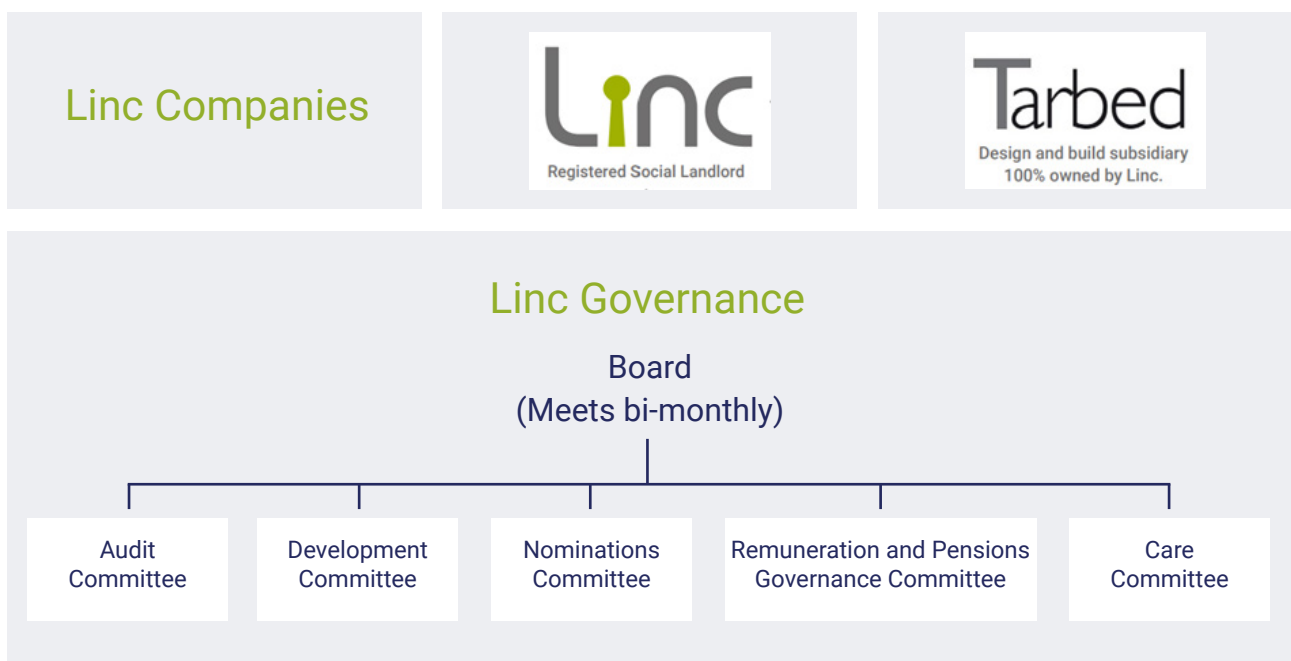 Linc Companies
Linc
Registered Social Landlord
Tarbed
Design and build subsidiary
100% owned by Linc.
Linc Governance
Board
(Meets bi-monthly)
Audit
Committee
Development
Committee
Nominations
Committee
Remuneration and Pensions
Governance Committee
Care
Committee